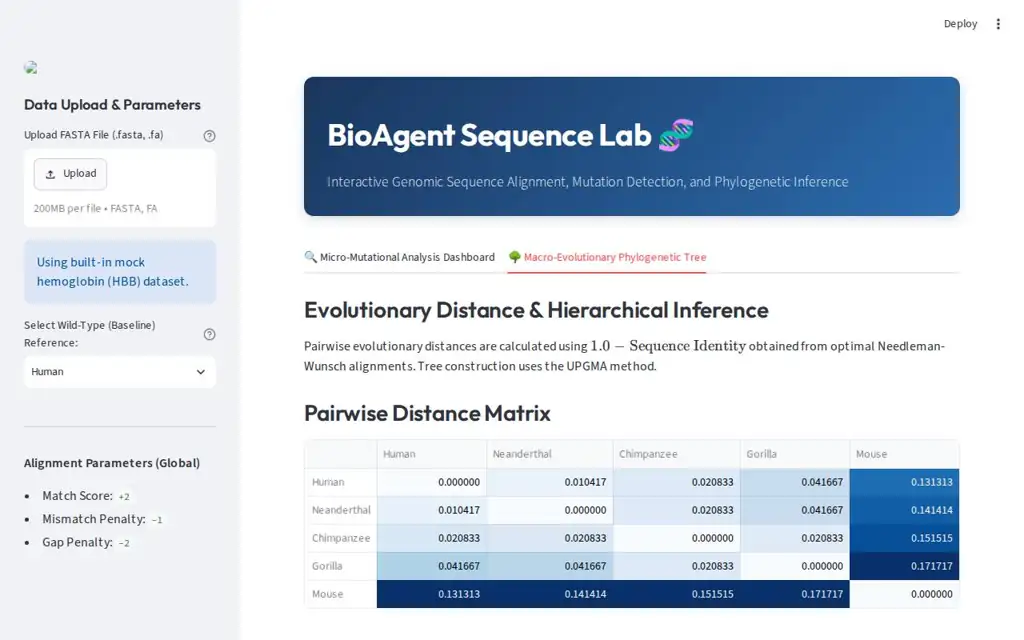 Deploy
Data Upload & Parameters
Upload FASTA File (.fasta, .fa)
Upload
200MB per file • FASTA, FA
Using built-in mock
hemoglobin (HBB) dataset.
Select Wild-Type (Baseline)
Reference:
Human
Alignment Parameters (Global)
• Match Score: +2
• Mismatch Penalty: -1
• Gap Penalty: -2
BioAgent Sequence Lab 🧬
Interactive Genomic Sequence Alignment, Mutation Detection, and Phylogenetic Inference
🔍 Micro-Mutational Analysis Dashboard 🌳 Macro-Evolutionary Phylogenetic Tree
Evolutionary Distance & Hierarchical Inference
Pairwise evolutionary distances are calculated using 1.0 − Sequence Identity obtained from optimal Needleman-
Wunsch alignments. Tree construction uses the UPGMA method.
Pairwise Distance Matrix
Human Neanderthal Chimpanzee Gorilla Mouse
Human 0.000000 0.010417 0.020833 0.041667 0.131313
Neanderthal 0.010417 0.000000 0.020833 0.041667 0.141414
Chimpanzee 0.020833 0.020833 0.000000 0.020833 0.151515
Gorilla 0.041667 0.041667 0.020833 0.000000 0.171717
Mouse 0.131313 0.141414 0.151515 0.171717 0.000000